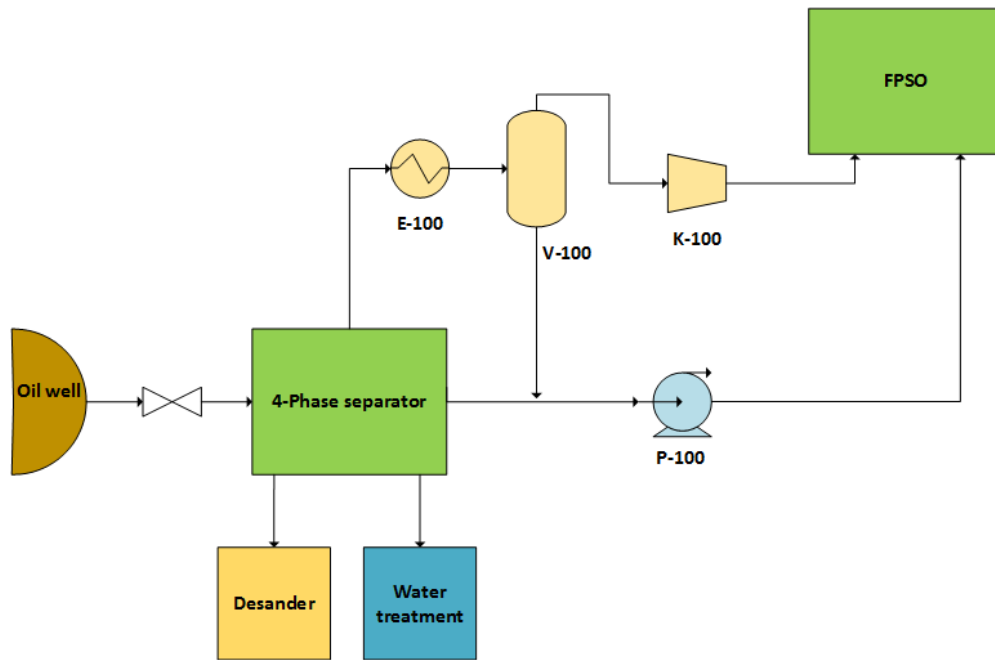 FPSO
E-100
V-100
K-100
Oil well
4-Phase separator
P-100
Desander
Water
treatment